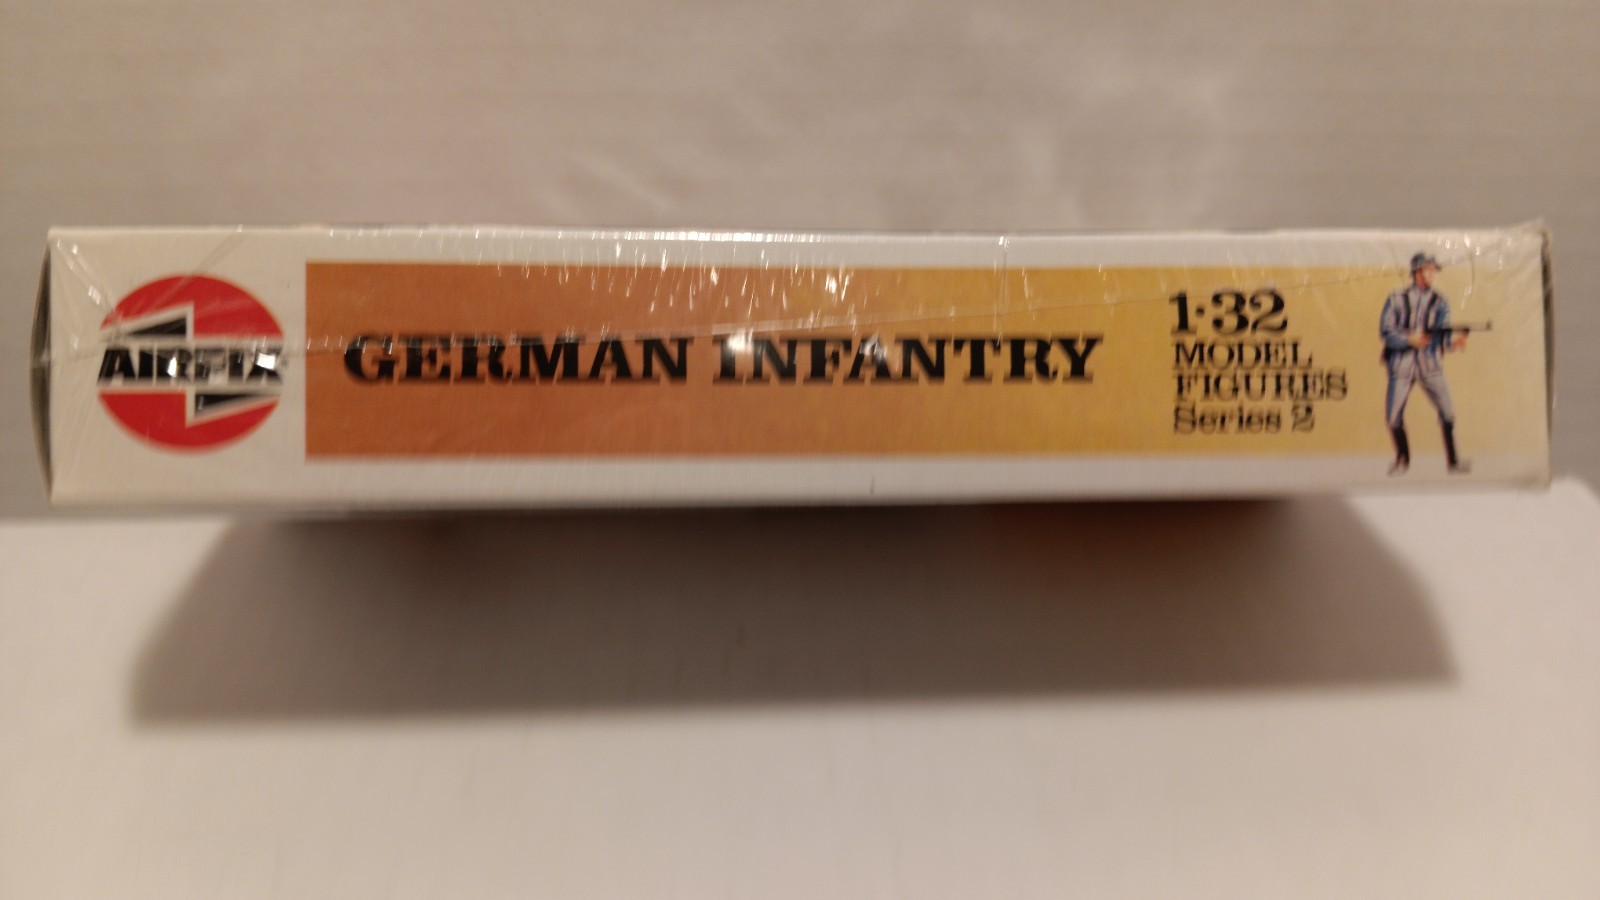 AIRFIX
GERMAN INFANTRY
1·32
MODEL
FIGURES
Series 2